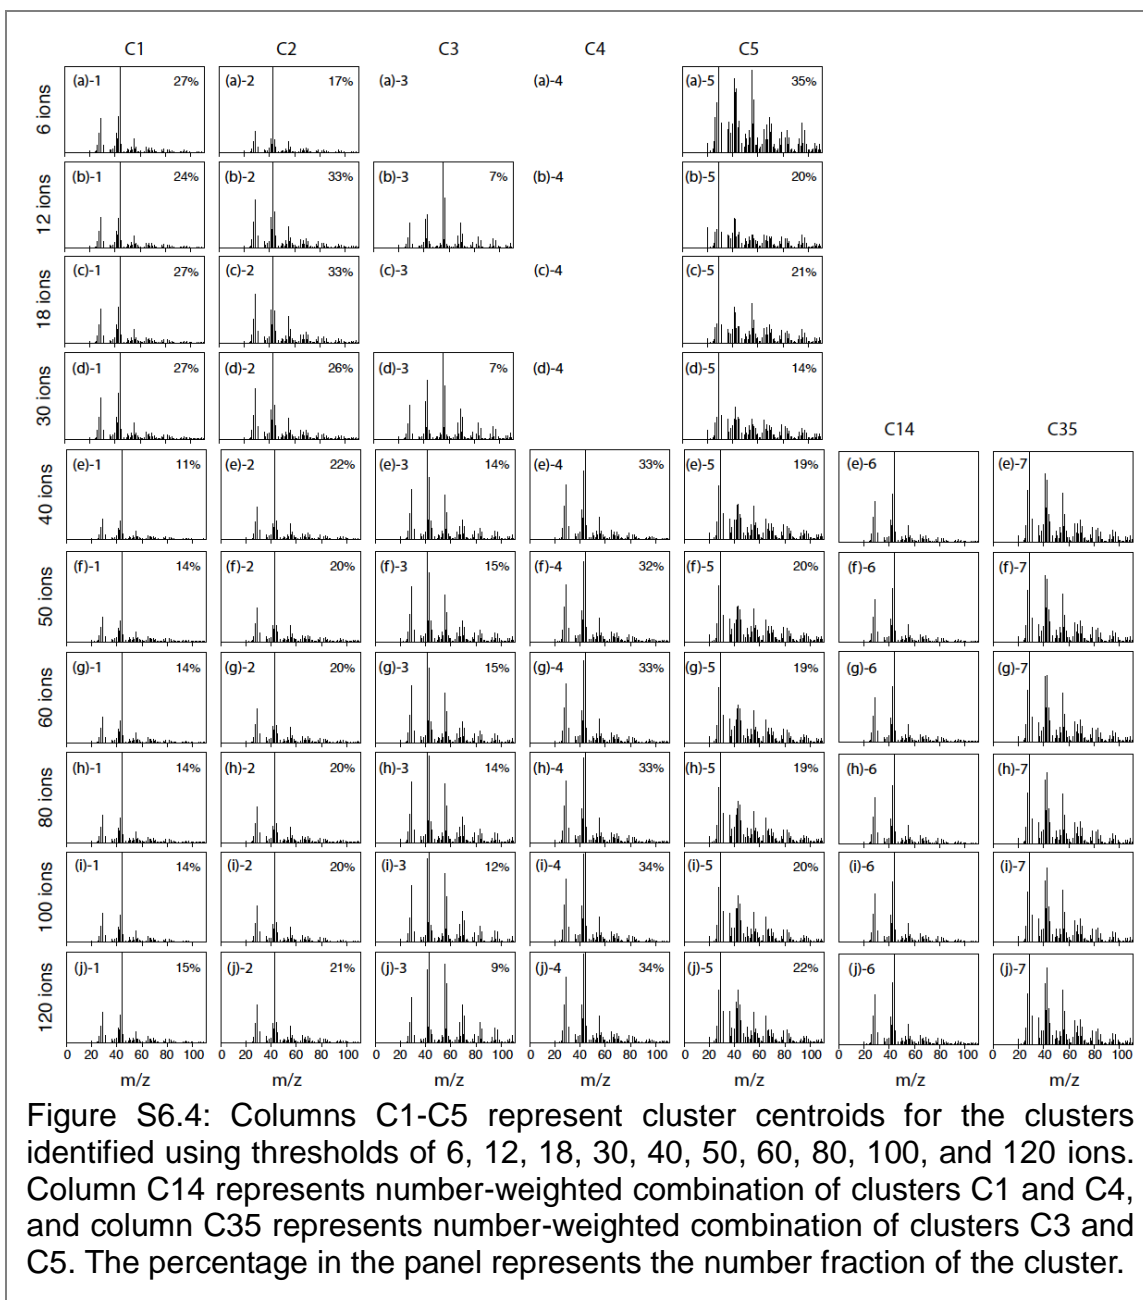 C1 C2 C3 C4 C5
6 ions (a)-1 27% (a)-2 17% (a)-3 (a)-4 (a)-5 35%
12 ions (b)-1 24% (b)-2 33% (b)-3 7% (b)-4 (b)-5 20%
18 ions (c)-1 27% (c)-2 33% (c)-3 (c)-4 (c)-5 21%
30 ions (d)-1 27% (d)-2 26% (d)-3 7% (d)-4 (d)-5 14%
C14 C35
40 ions (e)-1 11% (e)-2 22% (e)-3 14% (e)-4 33% (e)-5 19% (e)-6 (e)-7
50 ions (f)-1 14% (f)-2 20% (f)-3 15% (f)-4 32% (f)-5 20% (f)-6 (f)-7
60 ions (g)-1 14% (g)-2 20% (g)-3 15% (g)-4 33% (g)-5 19% (g)-6 (g)-7
80 ions (h)-1 14% (h)-2 20% (h)-3 14% (h)-4 33% (h)-5 19% (h)-6 (h)-7
100 ions (i)-1 14% (i)-2 20% (i)-3 12% (i)-4 34% (i)-5 20% (i)-6 (i)-7
120 ions (j)-1 15% (j)-2 21% (j)-3 9% (j)-4 34% (j)-5 22% (j)-6 (j)-7
0 20 40 60 80 100 0 20 40 60 80 100 0 20 40 60 80 100 0 20 40 60 80 100 0 20 40 60 80 100 0 20 40 60 80 100 0 20 40 60 80 100
m/z m/z m/z m/z m/z m/z m/z
Figure S6.4: Columns C1-C5 represent cluster centroids for the clusters
identified using thresholds of 6, 12, 18, 30, 40, 50, 60, 80, 100, and 120 ions.
Column C14 represents number-weighted combination of clusters C1 and C4,
and column C35 represents number-weighted combination of clusters C3 and
C5. The percentage in the panel represents the number fraction of the cluster.